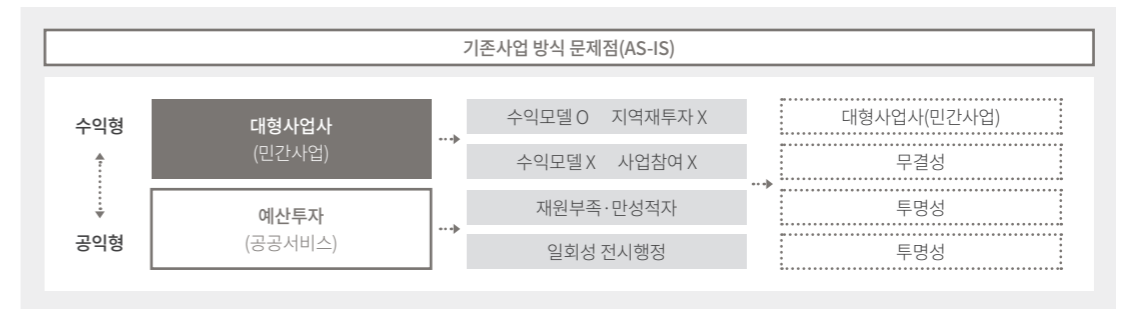 기존사업 방식 문제점(AS-IS)
수익형
대형사업사
(민간사업)
수익모델 O 지역재투자 X
대형사업사(민간사업)
수익모델 X 사업참여 X
무결성
예산투자
(공공서비스)
재원부족·만성적자
투명성
공익형
일회성 전시행정
투명성